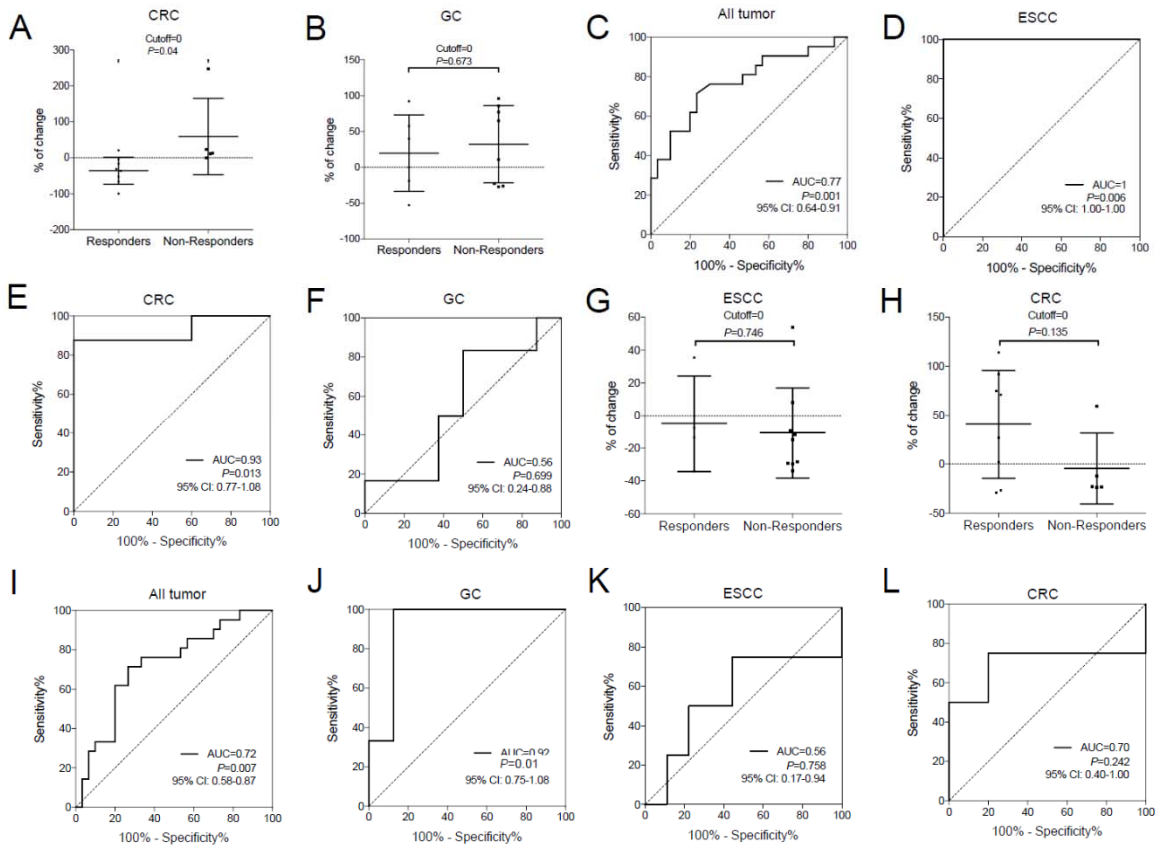 A
CRC
Cutoff=0
P=0.04
% of change
300
200
100
0
-100
-200
Responders
Non-Responders
B
GC
Cutoff=0
P=0.673
% of change
150
100
50
0
-50
-100
Responders
Non-Responders
C
All tumor
Sensitivity%
100
80
60
40
20
0
AUC=0.77
P=0.001
95% CI: 0.64-0.91
0 20 40 60 80 100
100% - Specificity%
D
ESCC
Sensitivity%
100
80
60
40
20
0
AUC=1
P=0.006
95% CI: 1.00-1.00
0 20 40 60 80 100
100% - Specificity%
E
CRC
Sensitivity%
100
80
60
40
20
0
AUC=0.93
P=0.013
95% CI: 0.77-1.08
0 20 40 60 80 100
100% - Specificity%
F
GC
Sensitivity%
100
80
60
40
20
0
AUC=0.56
P=0.699
95% CI: 0.24-0.88
0 20 40 60 80 100
100% - Specificity%
G
ESCC
Cutoff=0
P=0.746
% of change
60
40
20
0
-20
-40
-60
Responders
Non-Responders
H
CRC
Cutoff=0
P=0.135
% of change
150
100
50
0
-50
Responders
Non-Responders
I
All tumor
Sensitivity%
100
80
60
40
20
0
AUC=0.72
P=0.007
95% CI: 0.58-0.87
0 20 40 60 80 100
100% - Specificity%
J
GC
Sensitivity%
100
80
60
40
20
0
AUC=0.92
P=0.01
95% CI: 0.75-1.08
0 20 40 60 80 100
100% - Specificity%
K
ESCC
Sensitivity%
100
80
60
40
20
0
AUC=0.56
P=0.758
95% CI: 0.17-0.94
0 20 40 60 80 100
100% - Specificity%
L
CRC
Sensitivity%
100
80
60
40
20
0
AUC=0.70
P=0.242
95% CI: 0.40-1.00
0 20 40 60 80 100
100% - Specificity%